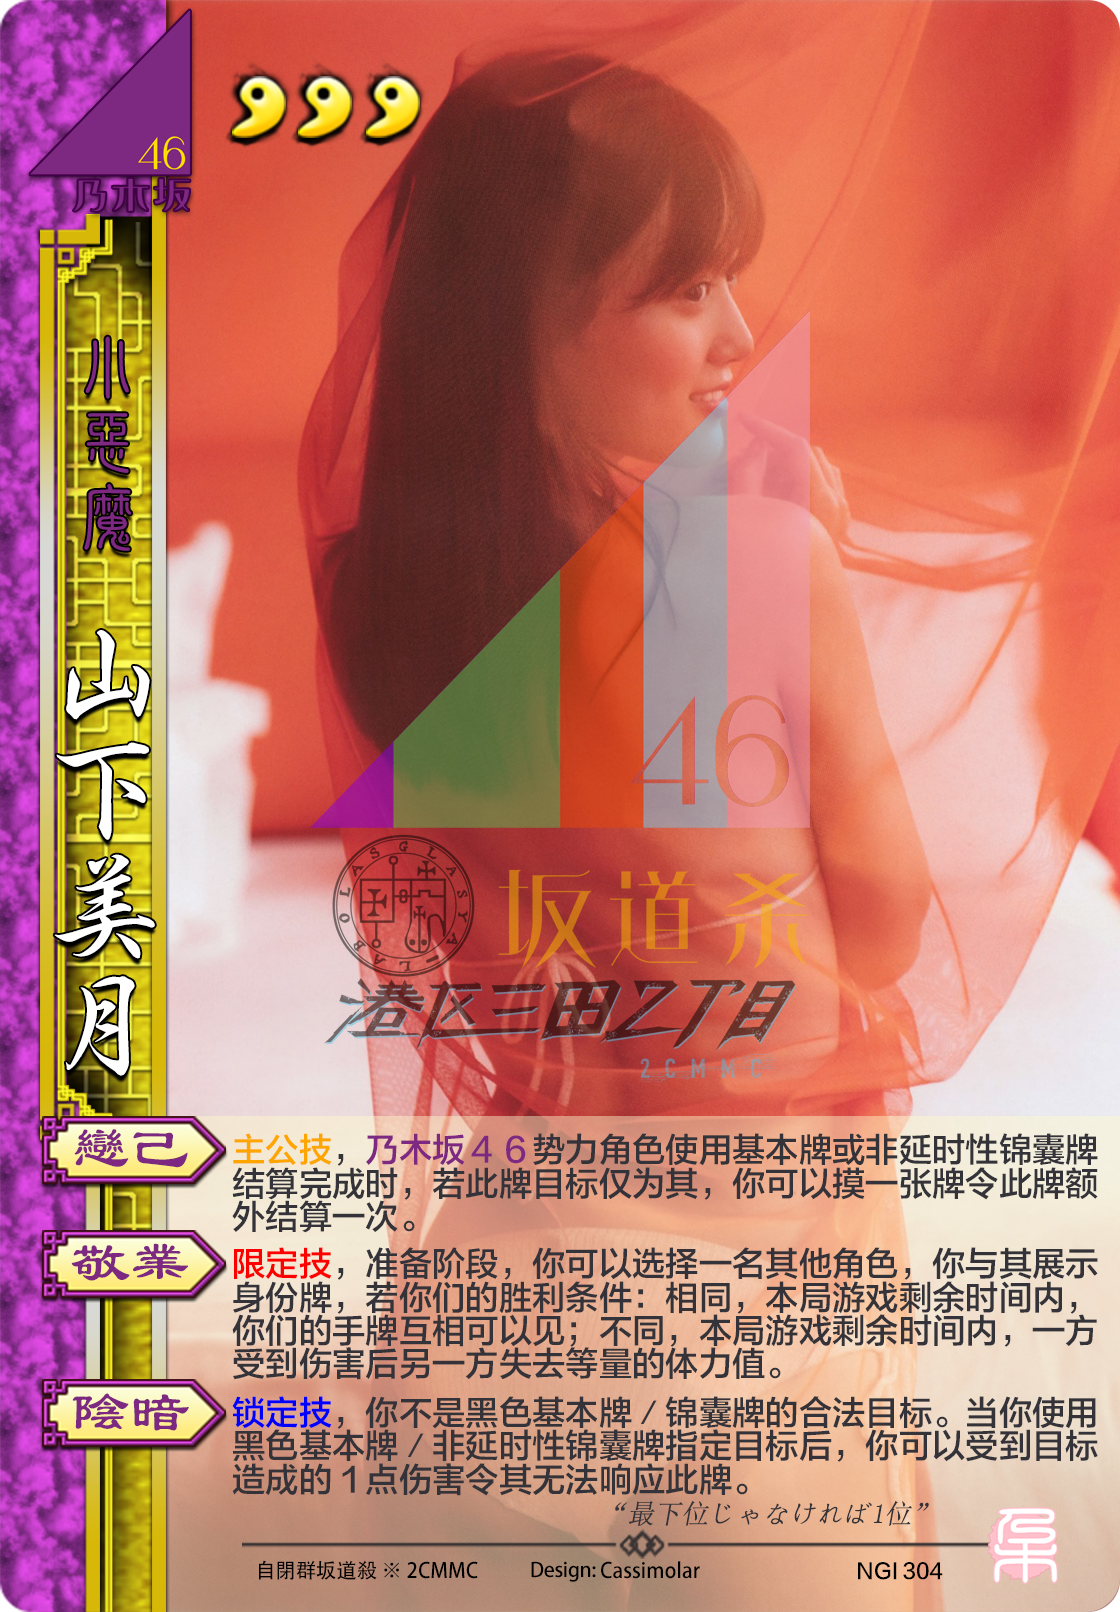 46
乃木坂
小惡魔
山下美月
46
GLASYALABOLAS
坂道杀
港区三田2丁目
2CMMC
變己
主公技，乃木坂４６势力角色使用基本牌或非延时性锦囊牌
结算完成时，若此牌目标仅为其，你可以摸一张牌令此牌额
外结算一次。
敬業
限定技，准备阶段，你可以选择一名其他角色，你与其展示
身份牌，若你们的胜利条件：相同，本局游戏剩余时间内，
你们的手牌互相可以见；不同，本局游戏剩余时间内，一方
受到伤害后另一方失去等量的体力值。
陰暗
锁定技，你不是黑色基本牌／锦囊牌的合法目标。当你使用
黑色基本牌／非延时性锦囊牌指定目标后，你可以受到目标
造成的１点伤害令其无法响应此牌。
“最下位じゃなければ1位”
自閉群坂道殺 ※ 2CMMC
Design: Cassimolar
NGI 304